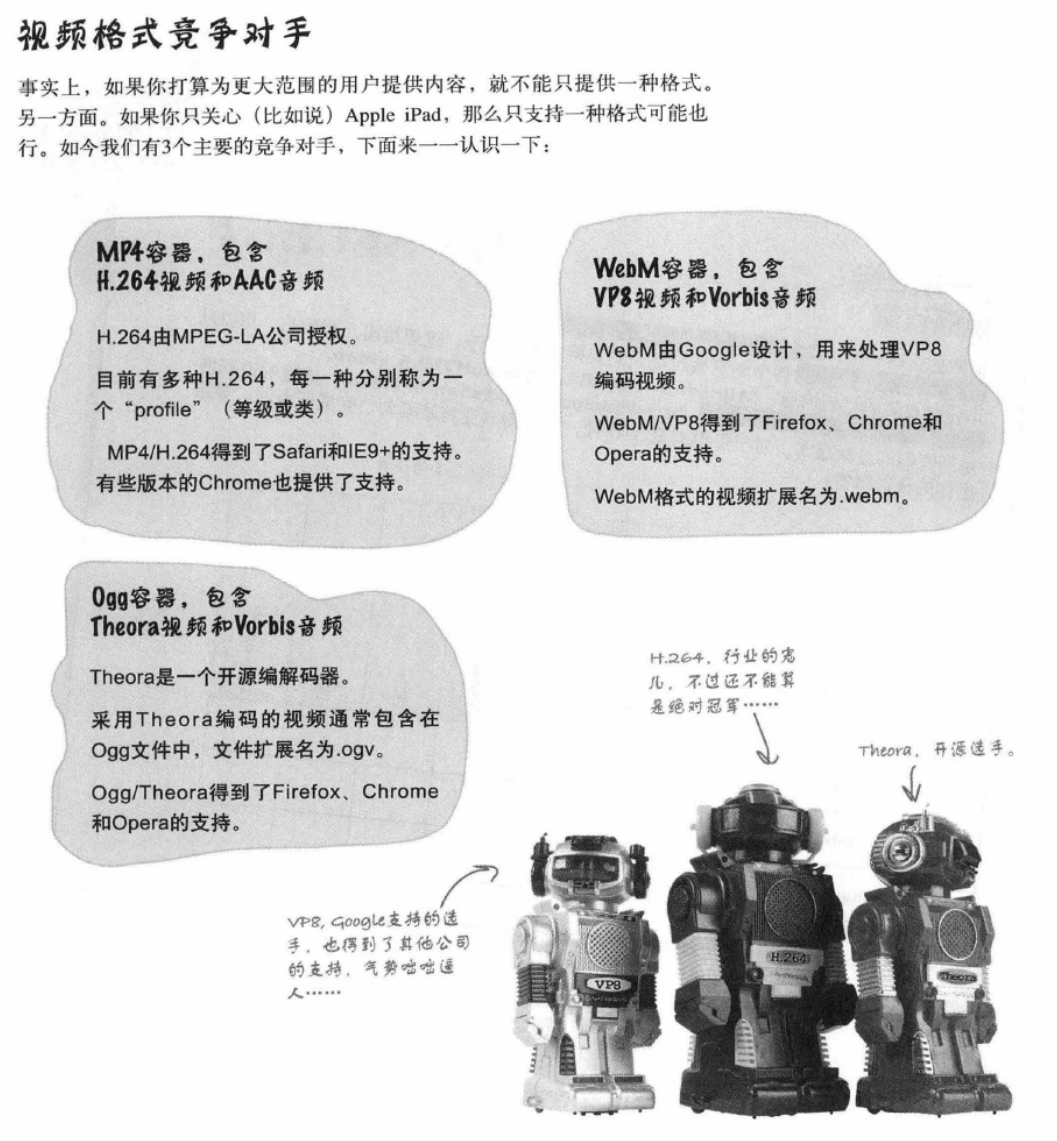 视频格式竞争对手
事实上，如果你打算为更大范围的用户提供内容，就不能只提供一种格式。
另一方面。如果你只关心（比如说）Apple iPad，那么只支持一种格式可能也
行。如今我们有3个主要的竞争对手，下面来一一认识一下：
MP4容器，包含
H.264视频和AAC音频
H.264由MPEG-LA公司授权。
目前有多种H.264，每一种分别称为一
个“profile”（等级或类）。
MP4/H.264得到了Safari和IE9+的支持。
有些版本的Chrome也提供了支持。
WebM容器，包含
VP8视频和Vorbis音频
WebM由Google设计，用来处理VP8
编码视频。
WebM/VP8得到了Firefox、Chrome和
Opera的支持。
WebM格式的视频扩展名为.webm。
Ogg容器，包含
Theora视频和Vorbis音频
Theora是一个开源编解码器。
采用Theora编码的视频通常包含在
Ogg文件中，文件扩展名为.ogv。
Ogg/Theora得到了Firefox、Chrome
和Opera的支持。
H.264，行业的宠
儿，不过还不能算
是绝对冠军……
Theora，开源选手。
VP8, Google支持的选
手，也得到了其他公司
的支持，气势咄咄逼
人……
VP8
H.264
Theora